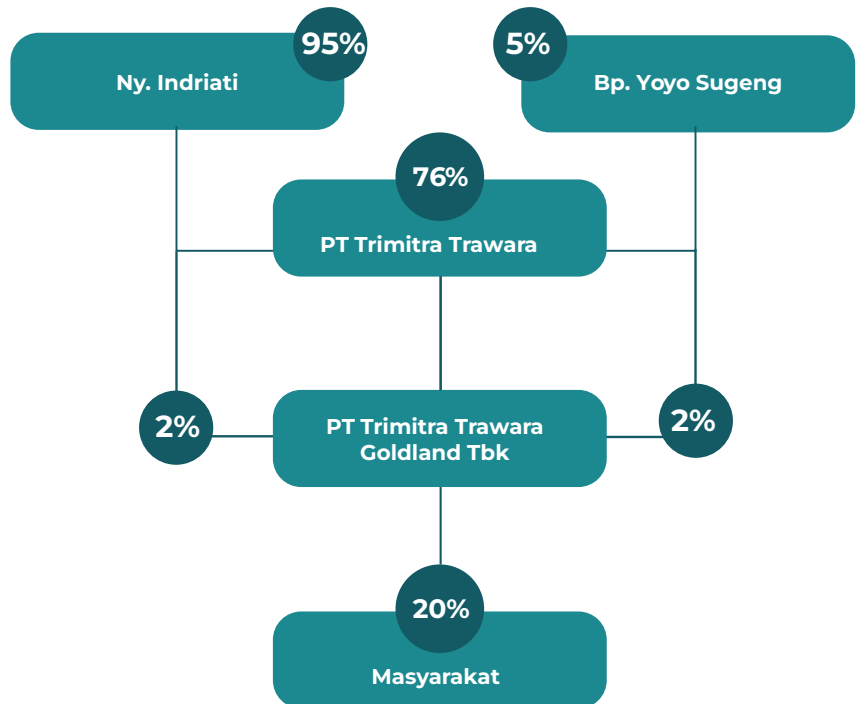 95%
5%
Ny. Indriati
Bp. Yoyo Sugeng
76%
PT Trimitra Trawara
2%
PT Trimitra Trawara
Goldland Tbk
2%
20%
Masyarakat